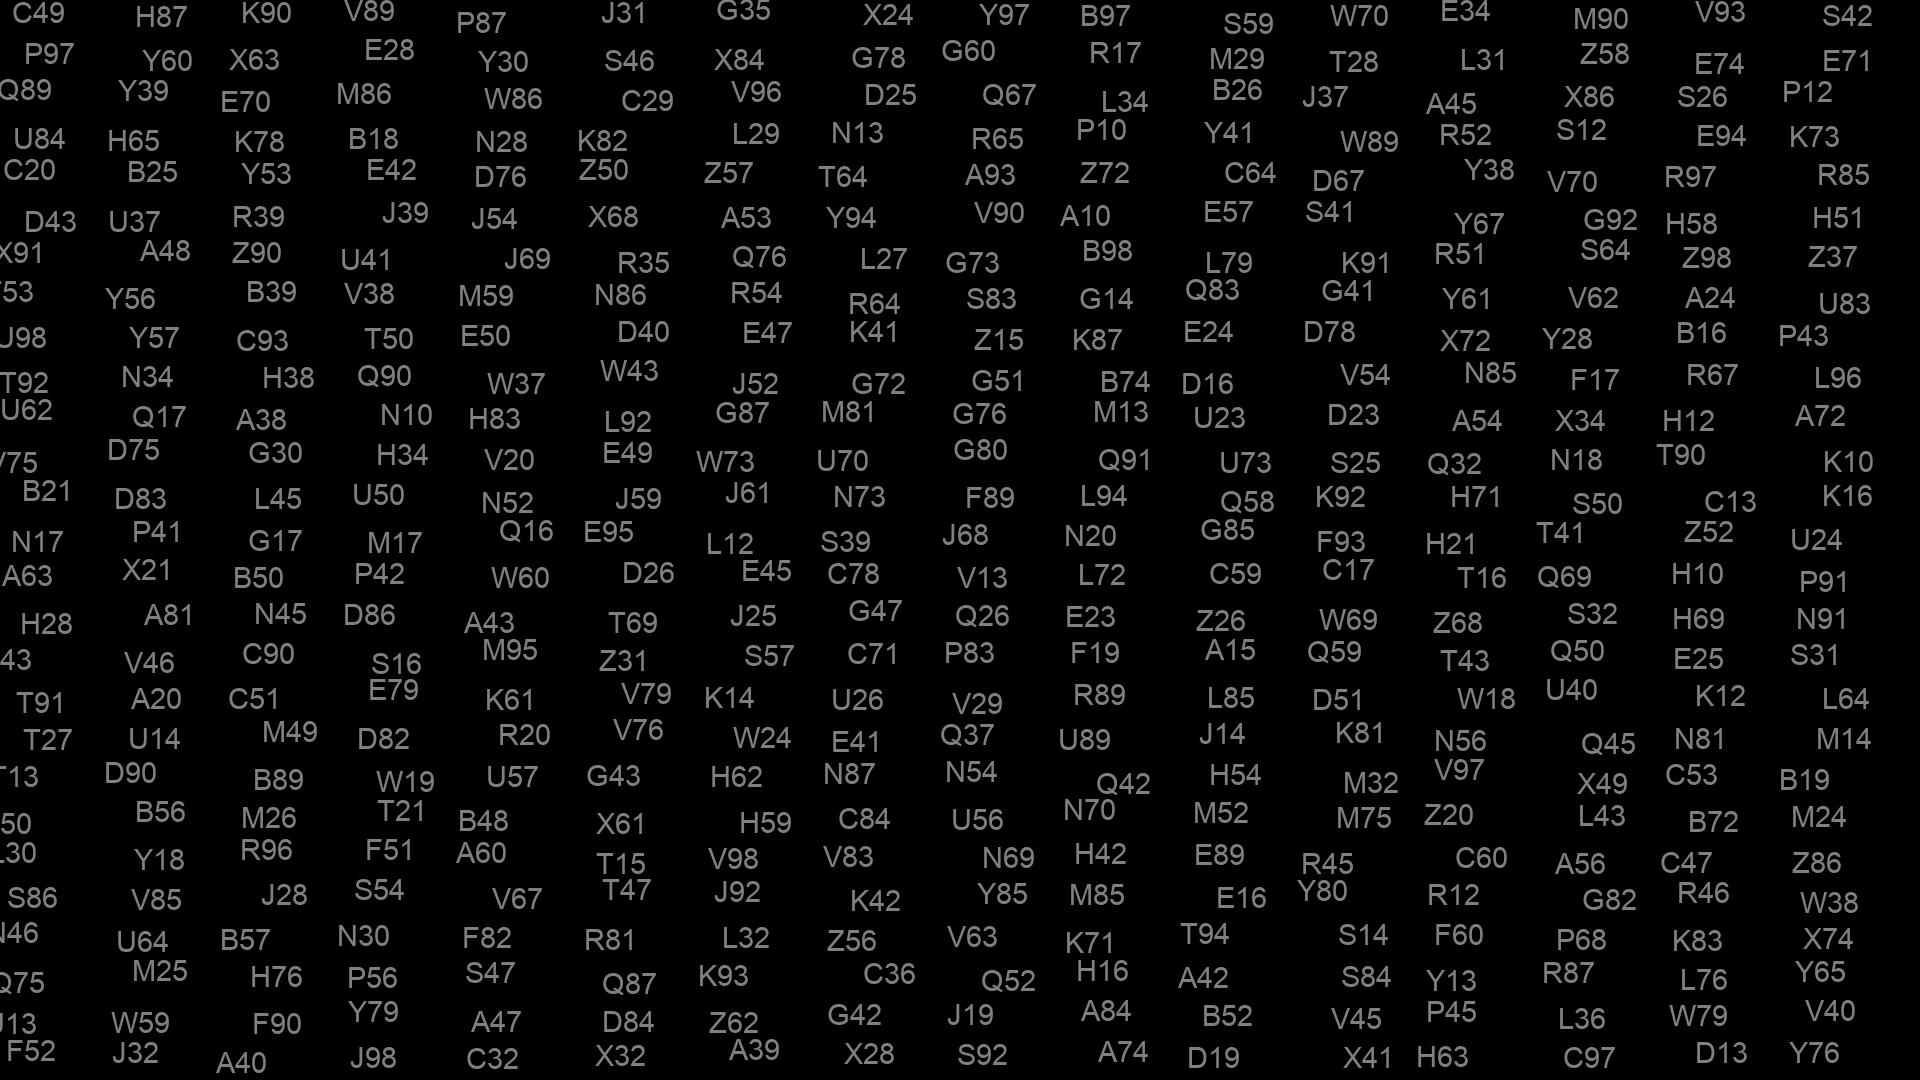 C49 H87 K90 V89 P87 J31 G35 X24 Y97 B97 S59 W70 E34 M90 V93 S42
P97 Y60 X63 E28 Y30 S46 X84 G78 G60 R17 M29 T28 L31 Z58 E74 E71
Q89 Y39 E70 M86 W86 C29 V96 D25 Q67 L34 B26 J37 A45 X86 S26 P12
U84 H65 K78 B18 N28 K82 L29 N13 R65 P10 Y41 W89 R52 S12 E94 K73
C20 B25 Y53 E42 D76 Z50 Z57 T64 A93 Z72 C64 D67 Y38 V70 R97 R85
D43 U37 R39 J39 J54 X68 A53 Y94 V90 A10 E57 S41 Y67 G92 H58 H51
X91 A48 Z90 U41 J69 R35 Q76 L27 G73 B98 L79 K91 R51 S64 Z98 Z37
53 Y56 B39 V38 M59 N86 R54 R64 S83 G14 Q83 G41 Y61 V62 A24 U83
U98 Y57 C93 T50 E50 D40 E47 K41 Z15 K87 E24 D78 X72 Y28 B16 P43
T92 N34 H38 Q90 W37 W43 J52 G72 G51 B74 D16 V54 N85 F17 R67 L96
U62 Q17 A38 N10 H83 L92 G87 M81 G76 M13 U23 D23 A54 X34 H12 A72
V75 D75 G30 H34 V20 E49 W73 U70 G80 Q91 U73 S25 Q32 N18 T90 K10
B21 D83 L45 U50 N52 J59 J61 N73 F89 L94 Q58 K92 H71 S50 C13 K16
N17 P41 G17 M17 Q16 E95 L12 S39 J68 N20 G85 F93 H21 T41 Z52 U24
A63 X21 B50 P42 W60 D26 E45 C78 V13 L72 C59 C17 T16 Q69 H10 P91
H28 A81 N45 D86 A43 T69 J25 G47 Q26 E23 Z26 W69 Z68 S32 H69 N91
43 V46 C90 S16 M95 Z31 S57 C71 P83 F19 A15 Q59 T43 Q50 E25 S31
T91 A20 C51 E79 K61 V79 K14 U26 V29 R89 L85 D51 W18 U40 K12 L64
T27 U14 M49 D82 R20 V76 W24 E41 Q37 U89 J14 K81 N56 Q45 N81 M14
T13 D90 B89 W19 U57 G43 H62 N87 N54 Q42 H54 M32 V97 X49 C53 B19
50 B56 M26 T21 B48 X61 H59 C84 U56 N70 M52 M75 Z20 L43 B72 M24
L30 Y18 R96 F51 A60 T15 V98 V83 N69 H42 E89 R45 C60 A56 C47 Z86
S86 V85 J28 S54 V67 T47 J92 K42 Y85 M85 E16 Y80 R12 G82 R46 W38
N46 U64 B57 N30 F82 R81 L32 Z56 V63 K71 T94 S14 F60 P68 K83 X74
Q75 M25 H76 P56 S47 Q87 K93 C36 Q52 H16 A42 S84 Y13 R87 L76 Y65
13 W59 F90 Y79 A47 D84 Z62 G42 J19 A84 B52 V45 P45 L36 W79 V40
F52 J32 A40 J98 C32 X32 A39 X28 S92 A74 D19 X41 H63 C97 D13 Y76